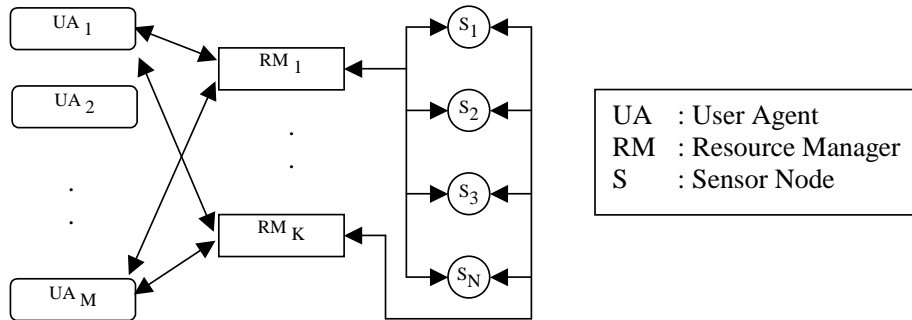 UA 1
UA 2
UA M
RM 1
RM K
S1
S2
S3
SN
UA : User Agent
RM : Resource Manager
S : Sensor Node